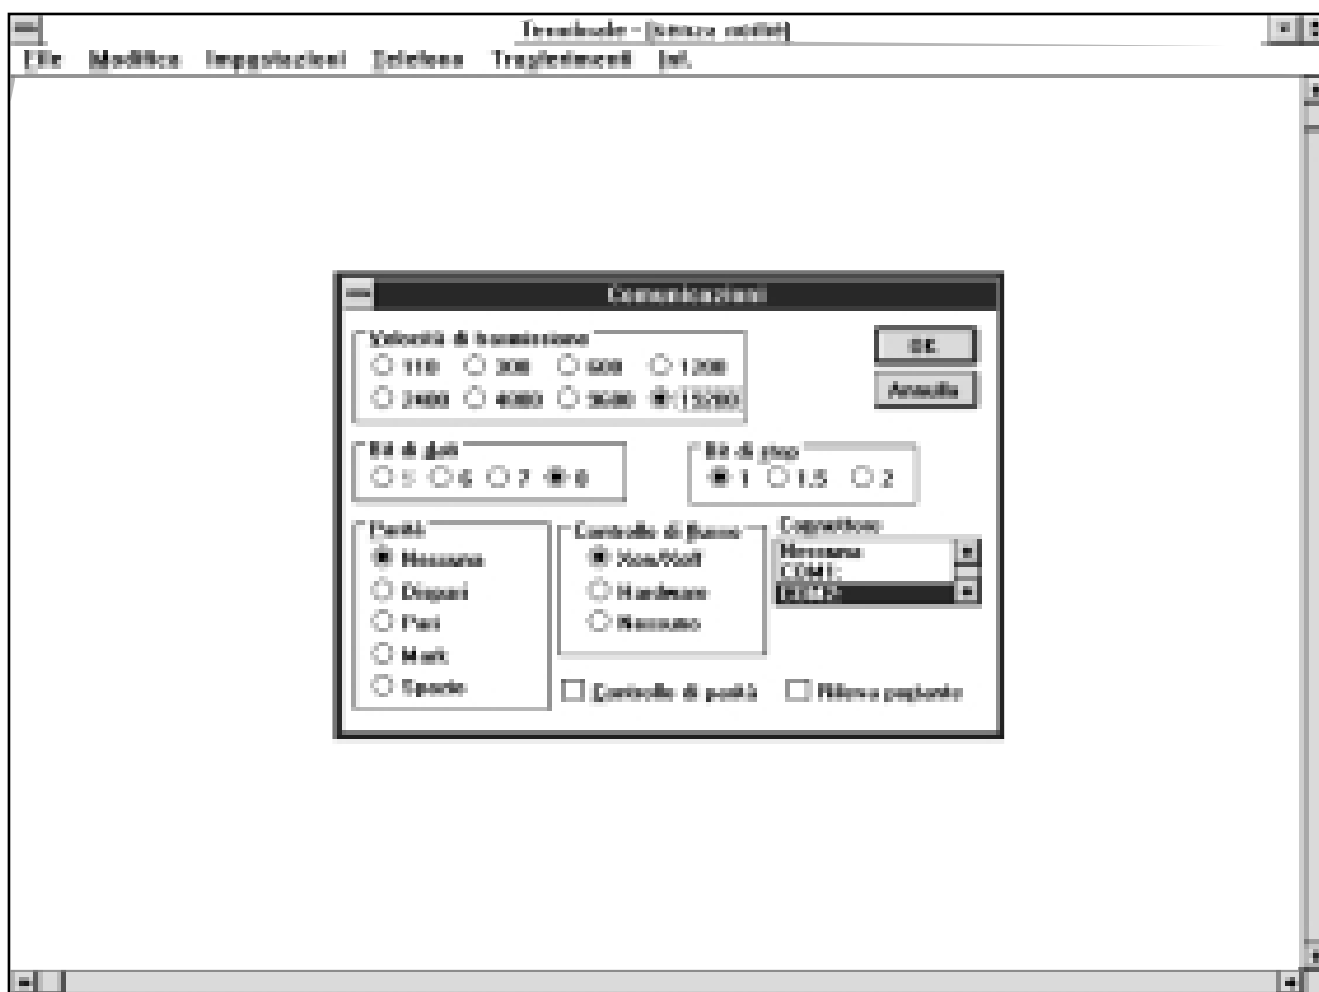 Terminale - (senza nome)
File Modifica Impostazioni Telefono Trasferimenti
Comunicazioni
Velocità di trasmissione
110 300 600 1200
2400 4800 9600 19200
OK
Annulla
Bit di dati
5 6 7 8
Bit di stop
1 1.5 2
Parità
Nessuna
Dispari
Pari
Mark
Spazio
Controllo di flusso
Xon/Xoff
Hardware
Nessuno
Connettore
Nessuna
COM1:
COM2:
Controllo di parità
Rileva portante